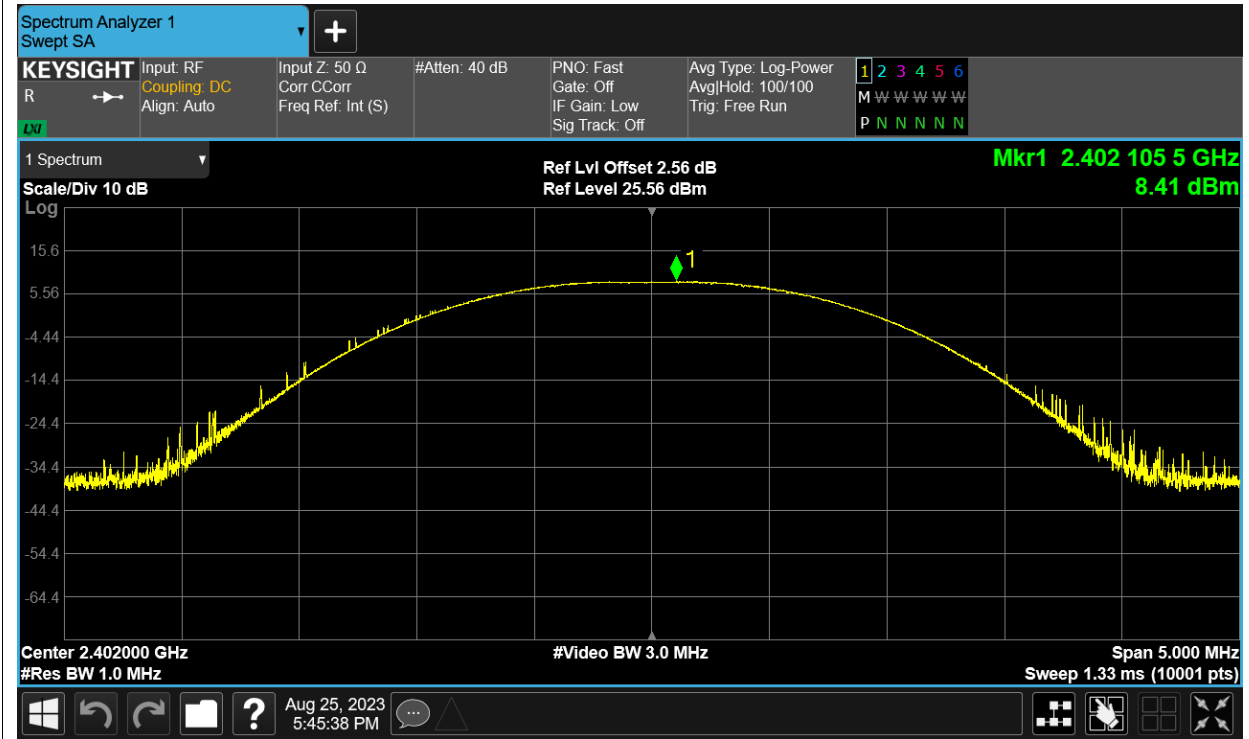 Spectrum Analyzer 1
Swept SA
KEYSIGHT
R
LXI
Input: RF
Coupling: DC
Align: Auto
Input Z: 50 Ω
Corr CCorr
Freq Ref: Int (S)
#Atten: 40 dB
PNO: Fast
Gate: Off
IF Gain: Low
Sig Track: Off
Avg Type: Log-Power
Avg|Hold: 100/100
Trig: Free Run
1 2 3 4 5 6
M W W W W W
P N N N N N
1 Spectrum
Scale/Div 10 dB
Log
Ref Lvl Offset 2.56 dB
Ref Level 25.56 dBm
Mkr1 2.402 105 5 GHz
8.41 dBm
1
15.6
5.56
-4.44
-14.4
-24.4
-34.4
-44.4
-54.4
-64.4
Center 2.402000 GHz
#Video BW 3.0 MHz
Span 5.000 MHz
#Res BW 1.0 MHz
Sweep 1.33 ms (10001 pts)
?
Aug 25, 2023
5:45:38 PM